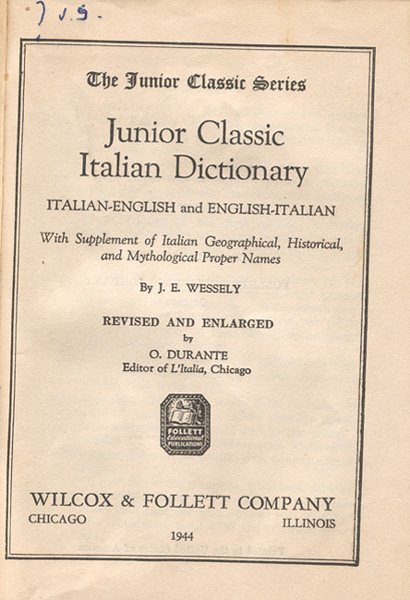 J.S.
The Junior Classic Series
Junior Classic
Italian Dictionary
ITALIAN-ENGLISH and ENGLISH-ITALIAN
With Supplement of Italian Geographical, Historical,
and Mythological Proper Names
By J. E. WESSELY
REVISED AND ENLARGED
by
O. DURANTE
Editor of L'Italia, Chicago
FOLLETT
Educational
PUBLICATIONS
WILCOX & FOLLETT COMPANY
CHICAGO ILLINOIS
1944